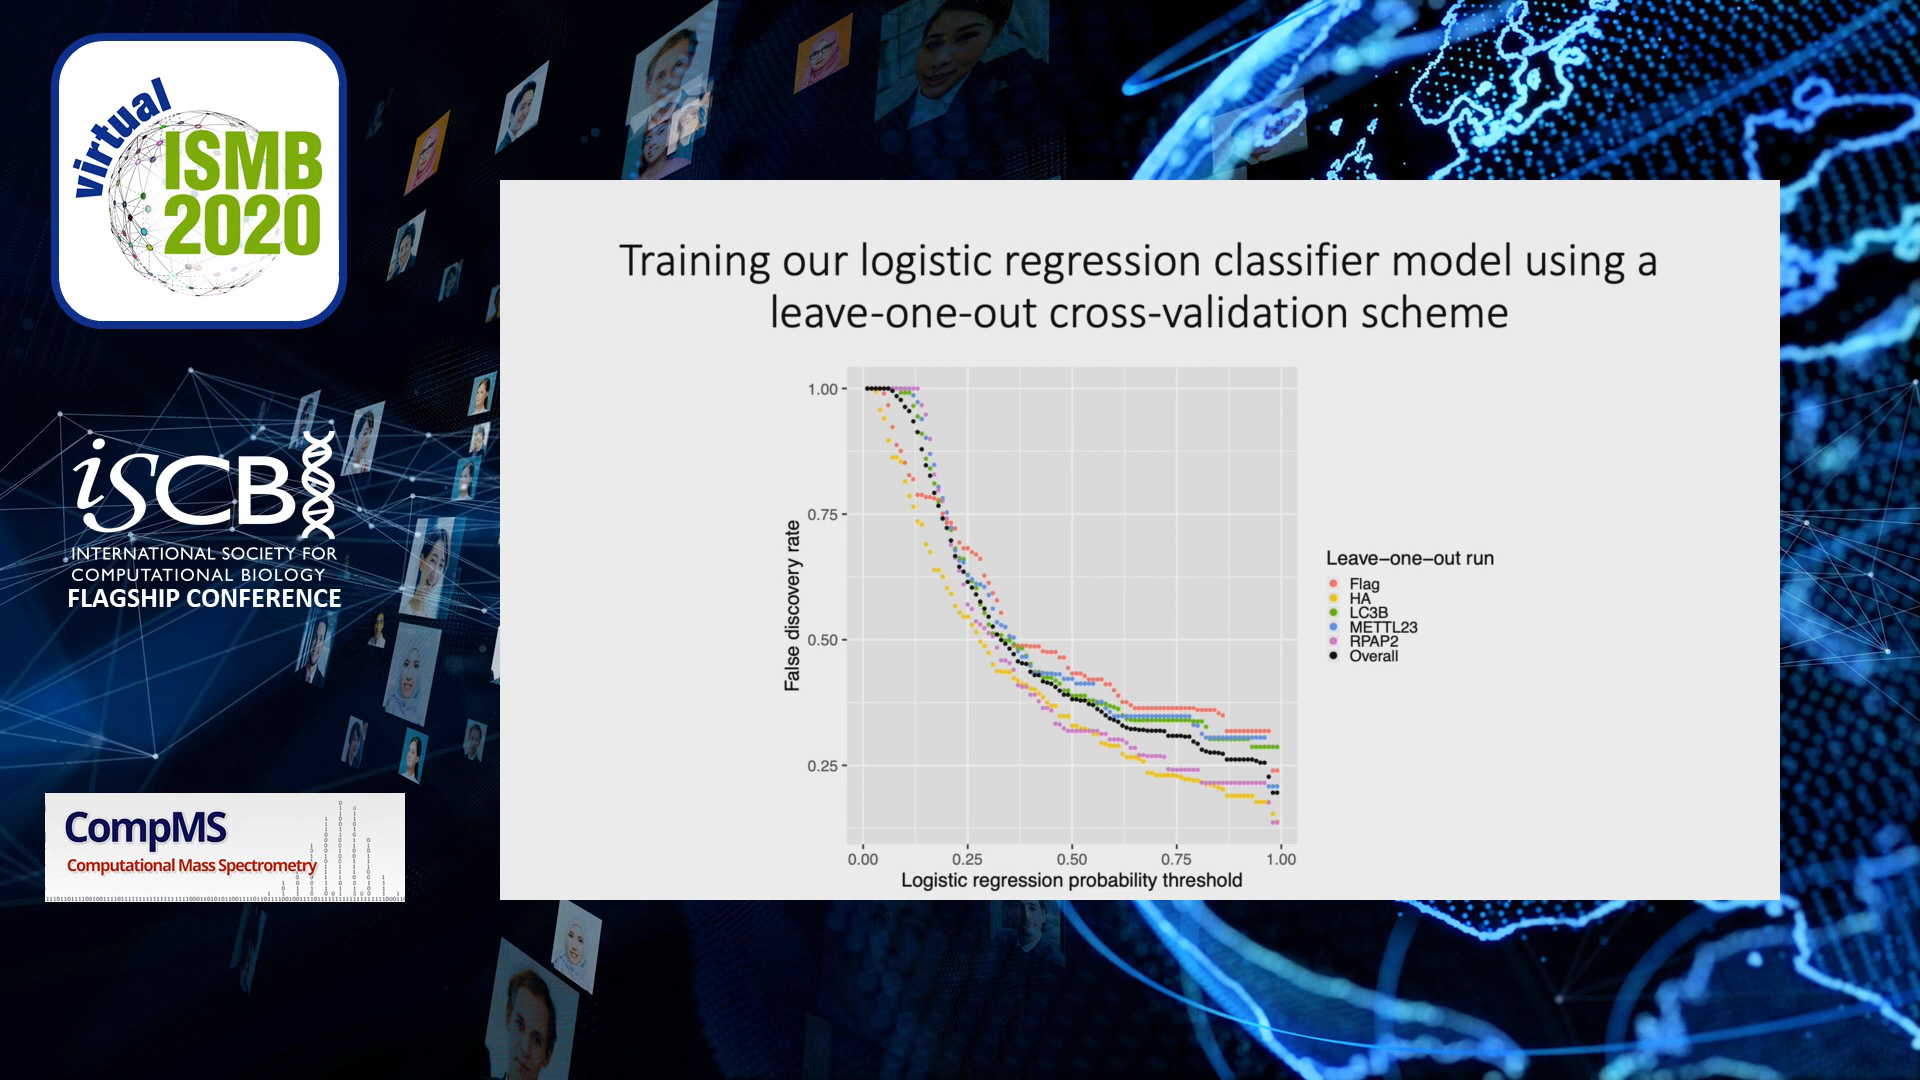 virtual
ISMB
2020
iSCB
INTERNATIONAL SOCIETY FOR
COMPUTATIONAL BIOLOGY
FLAGSHIP CONFERENCE
CompMS
Computational Mass Spectrometry
Training our logistic regression classifier model using a
leave-one-out cross-validation scheme
1.00
0.75
0.50
0.25
False discovery rate
0.00 0.25 0.50 0.75 1.00
Logistic regression probability threshold
Leave−one−out run
Flag
HA
LC3B
METTL23
RPAP2
Overall